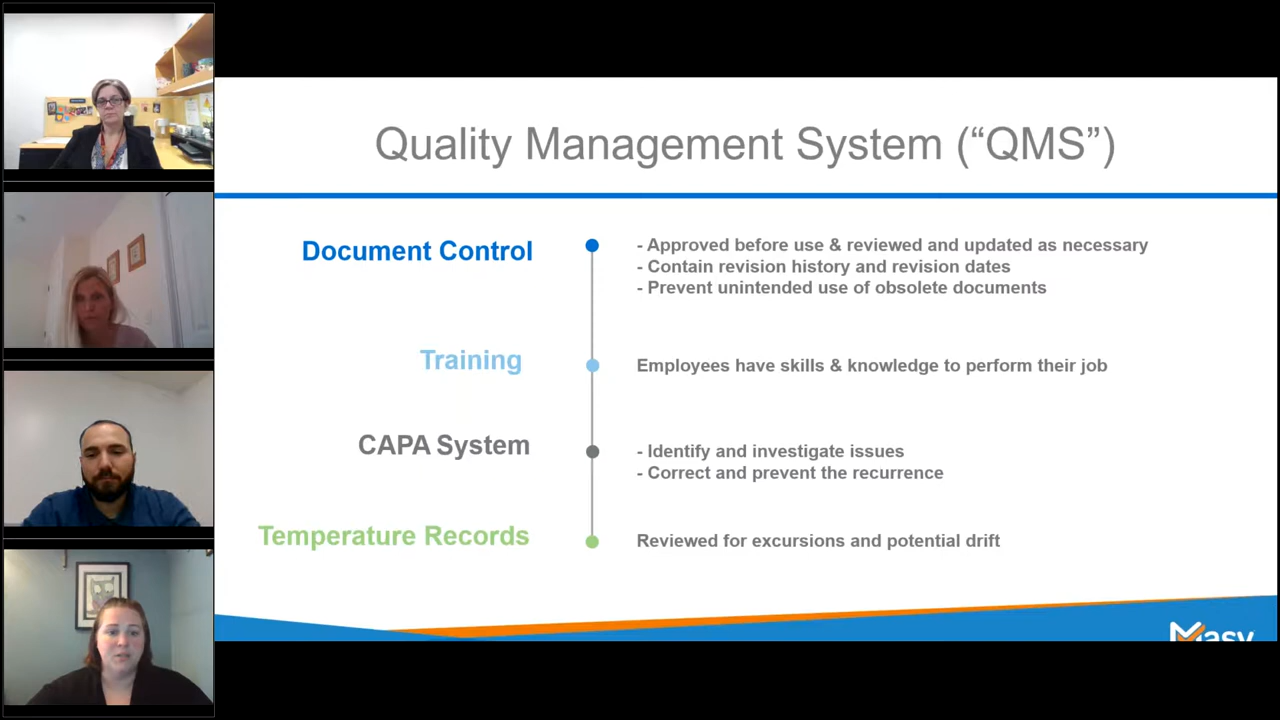 Quality Management System (“QMS”)
Document Control
- Approved before use & reviewed and updated as necessary
- Contain revision history and revision dates
- Prevent unintended use of obsolete documents
Training
Employees have skills & knowledge to perform their job
CAPA System
- Identify and investigate issues
- Correct and prevent the recurrence
Temperature Records
Reviewed for excursions and potential drift
Masy